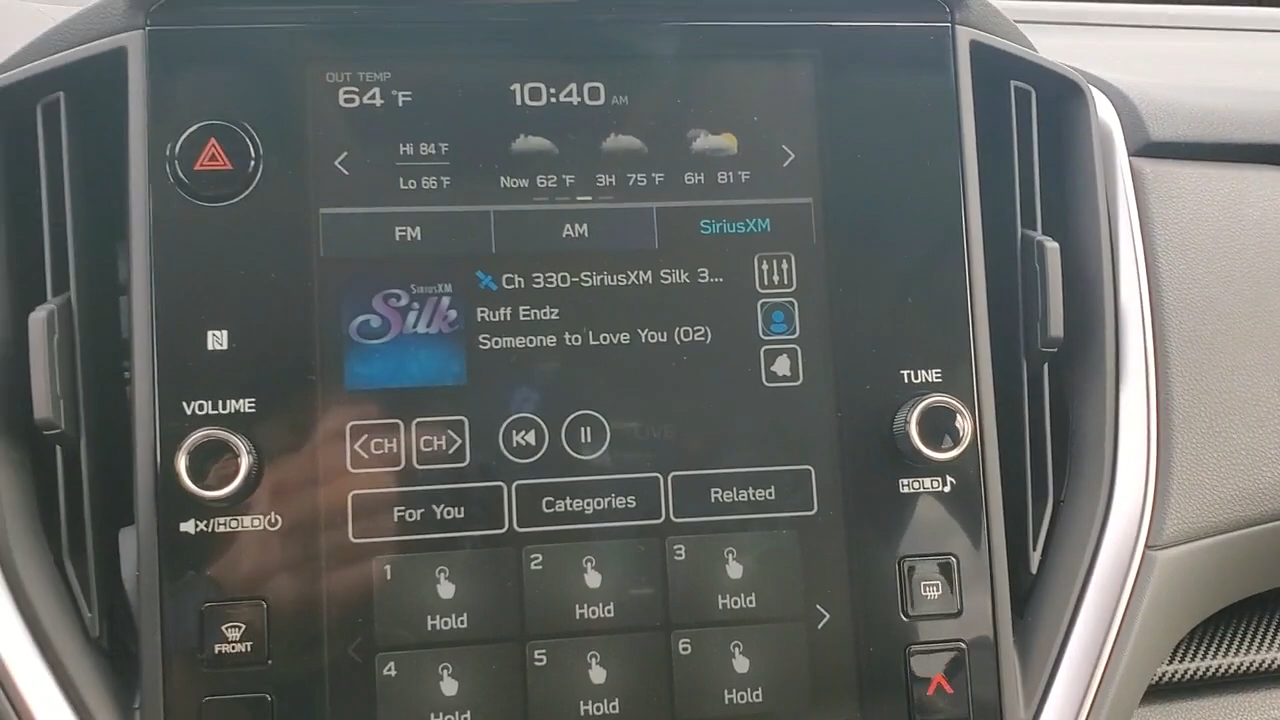 OUT TEMP
64 °F
10:40 AM
Hi 84 °F
Lo 66 °F
Now 62 °F 3H 75 °F 6H 81 °F
FM AM SiriusXM
SiriusXM
Silk
Ch 330-SiriusXM Silk 3...
Ruff Endz
Someone to Love You (02)
VOLUME
TUNE
<CH CH> LIVE
HOLD
/HOLD
For You Categories Related
1 2 3
Hold Hold Hold
FRONT
4 5 6
Hold Hold Hold